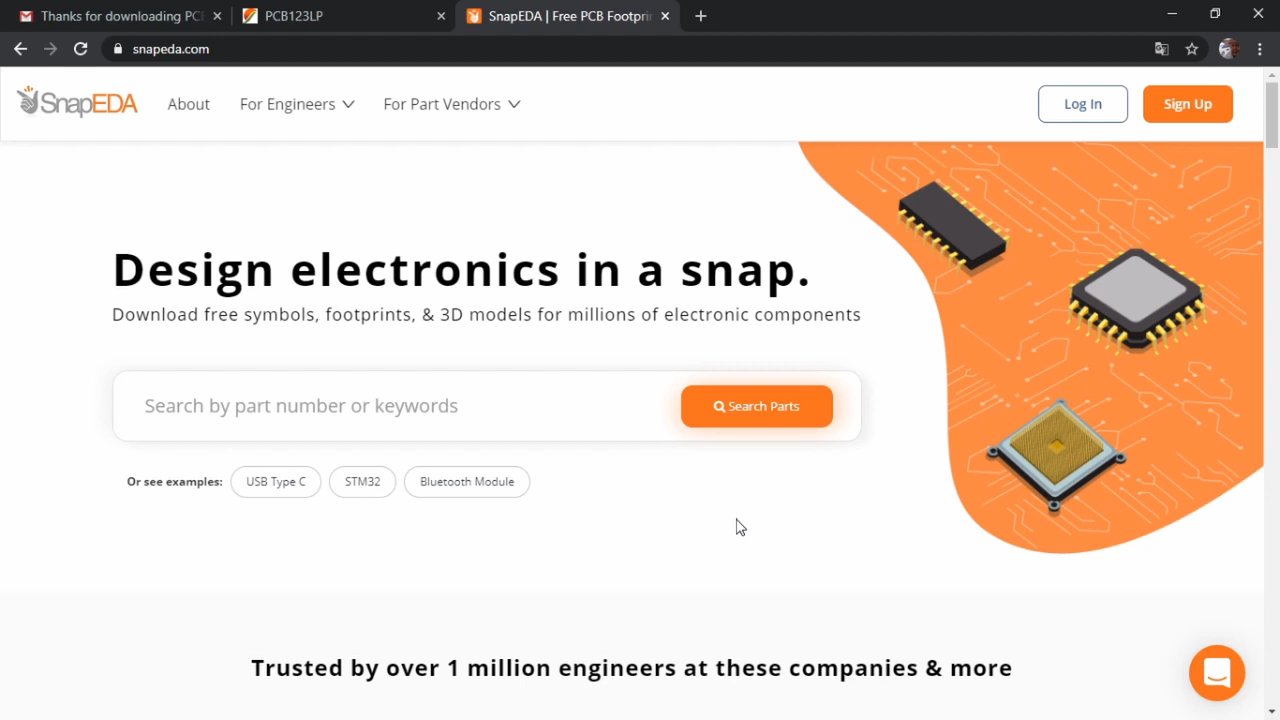 Thanks for downloading PC
PCB123LP
SnapEDA | Free PCB Footpri
snapeda.com
SnapEDA
About
For Engineers
For Part Vendors
Log In
Sign Up
Design electronics in a snap.
Download free symbols, footprints, & 3D models for millions of electronic components
Search by part number or keywords
Search Parts
Or see examples:
USB Type C
STM32
Bluetooth Module
Trusted by over 1 million engineers at these companies & more